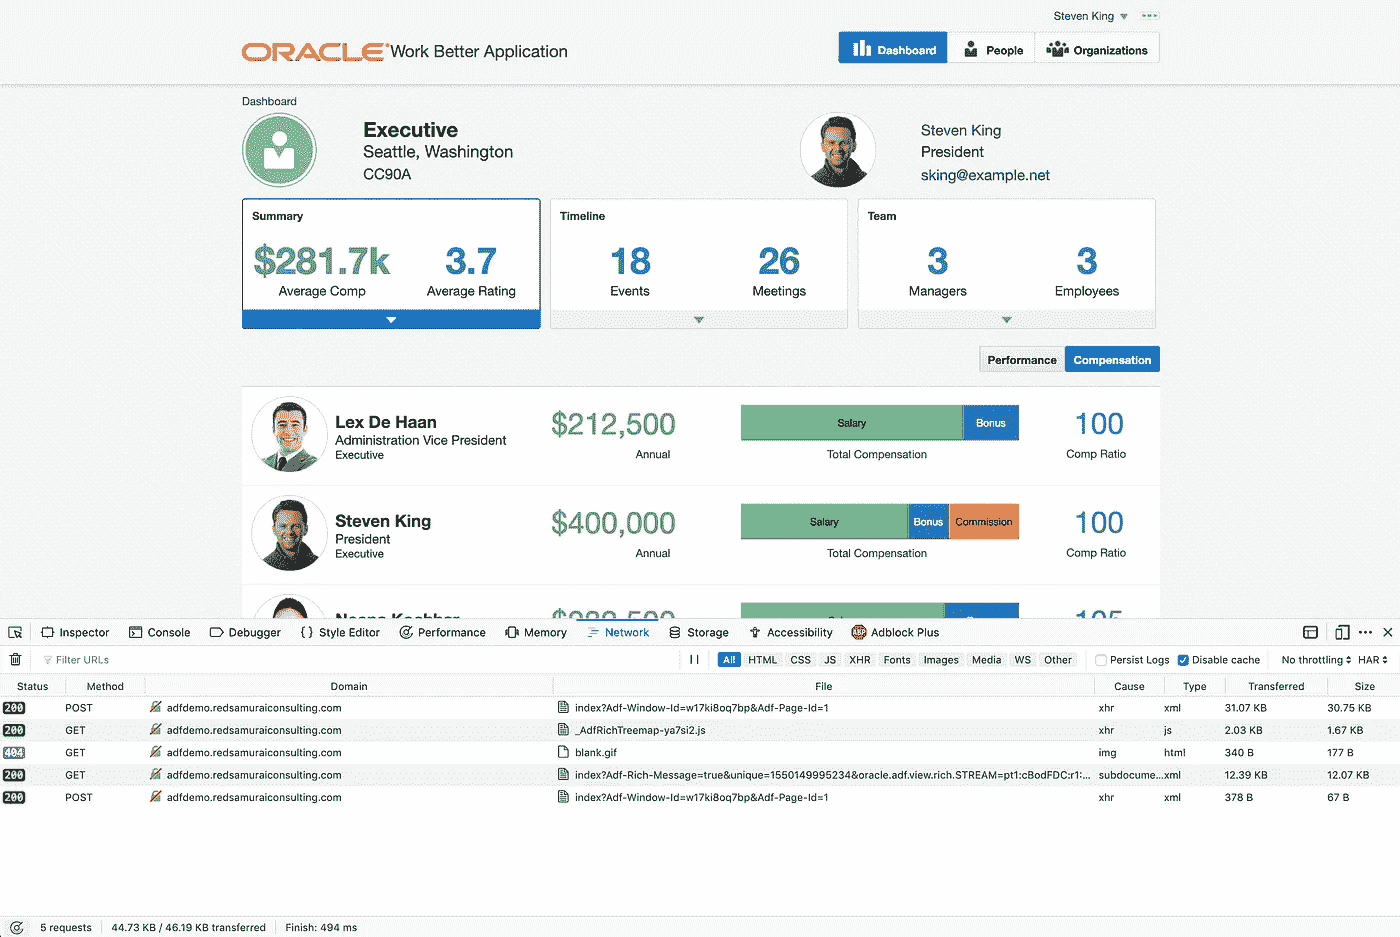 Steven King
ORACLE Work Better Application
Dashboard People Organizations
Dashboard
Executive
Seattle, Washington
CC90A
Steven King
President
sking@example.net
Summary
$281.7k 3.7
Average Comp Average Rating
Timeline
18 26
Events Meetings
Team
3 3
Managers Employees
Performance Compensation
Lex De Haan
Administration Vice President
Executive
$212,500
Annual
Salary Bonus
Total Compensation
100
Comp Ratio
Steven King
President
Executive
$400,000
Annual
Salary Bonus Commission
Total Compensation
100
Comp Ratio
Inspector Console Debugger { } Style Editor Performance Memory Network Storage Accessibility ABP Adblock Plus
Filter URLs All HTML CSS JS XHR Fonts Images Media WS Other Persist Logs Disable cache No throttling HAR
Status Method Domain File Cause Type Transferred Size
200 POST adfdemo.redsamuraiconsulting.com index?Adf-Window-Id=w17ki8oq7bp&Adf-Page-Id=1 xhr xml 31.07 KB 30.75 KB
200 GET adfdemo.redsamuraiconsulting.com _AdfRichTreemap-ya7si2.js xhr js 2.03 KB 1.67 KB
404 GET adfdemo.redsamuraiconsulting.com blank.gif img html 340 B 177 B
200 GET adfdemo.redsamuraiconsulting.com index?Adf-Rich-Message=true&unique=1550149995234&oracle.adf.view.rich.STREAM=pt1:cBodFDC:r1:... subdocume... xml 12.39 KB 12.07 KB
200 POST adfdemo.redsamuraiconsulting.com index?Adf-Window-Id=w17ki8oq7bp&Adf-Page-Id=1 xhr xml 378 B 67 B
5 requests 44.73 KB / 46.19 KB transferred Finish: 494 ms